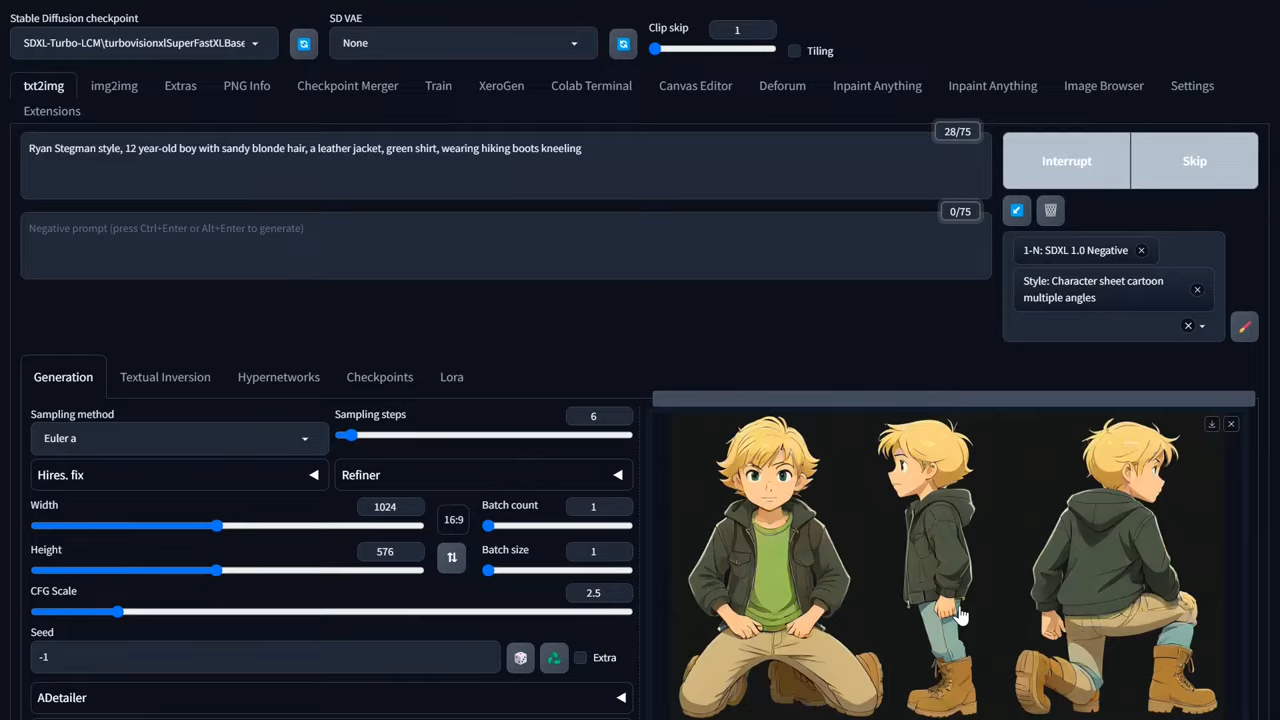 Stable Diffusion checkpoint
SDXL-Turbo-LCM\turbovisionxlSuperFastXLBase
SD VAE
None
Clip skip
1
Tiling
txt2img
img2img
Extras
PNG Info
Checkpoint Merger
Train
XeroGen
Colab Terminal
Canvas Editor
Deforum
Inpaint Anything
Inpaint Anything
Image Browser
Settings
Extensions
28/75
Ryan Stegman style, 12 year-old boy with sandy blonde hair, a leather jacket, green shirt, wearing hiking boots kneeling
Interrupt
Skip
0/75
Negative prompt (press Ctrl+Enter or Alt+Enter to generate)
1-N: SDXL 1.0 Negative
Style: Character sheet cartoon
multiple angles
Generation
Textual Inversion
Hypernetworks
Checkpoints
Lora
Sampling method
Euler a
Sampling steps
6
Hires. fix
Refiner
Width
1024
16:9
Batch count
1
Height
576
Batch size
1
CFG Scale
2.5
Seed
-1
Extra
ADetailer